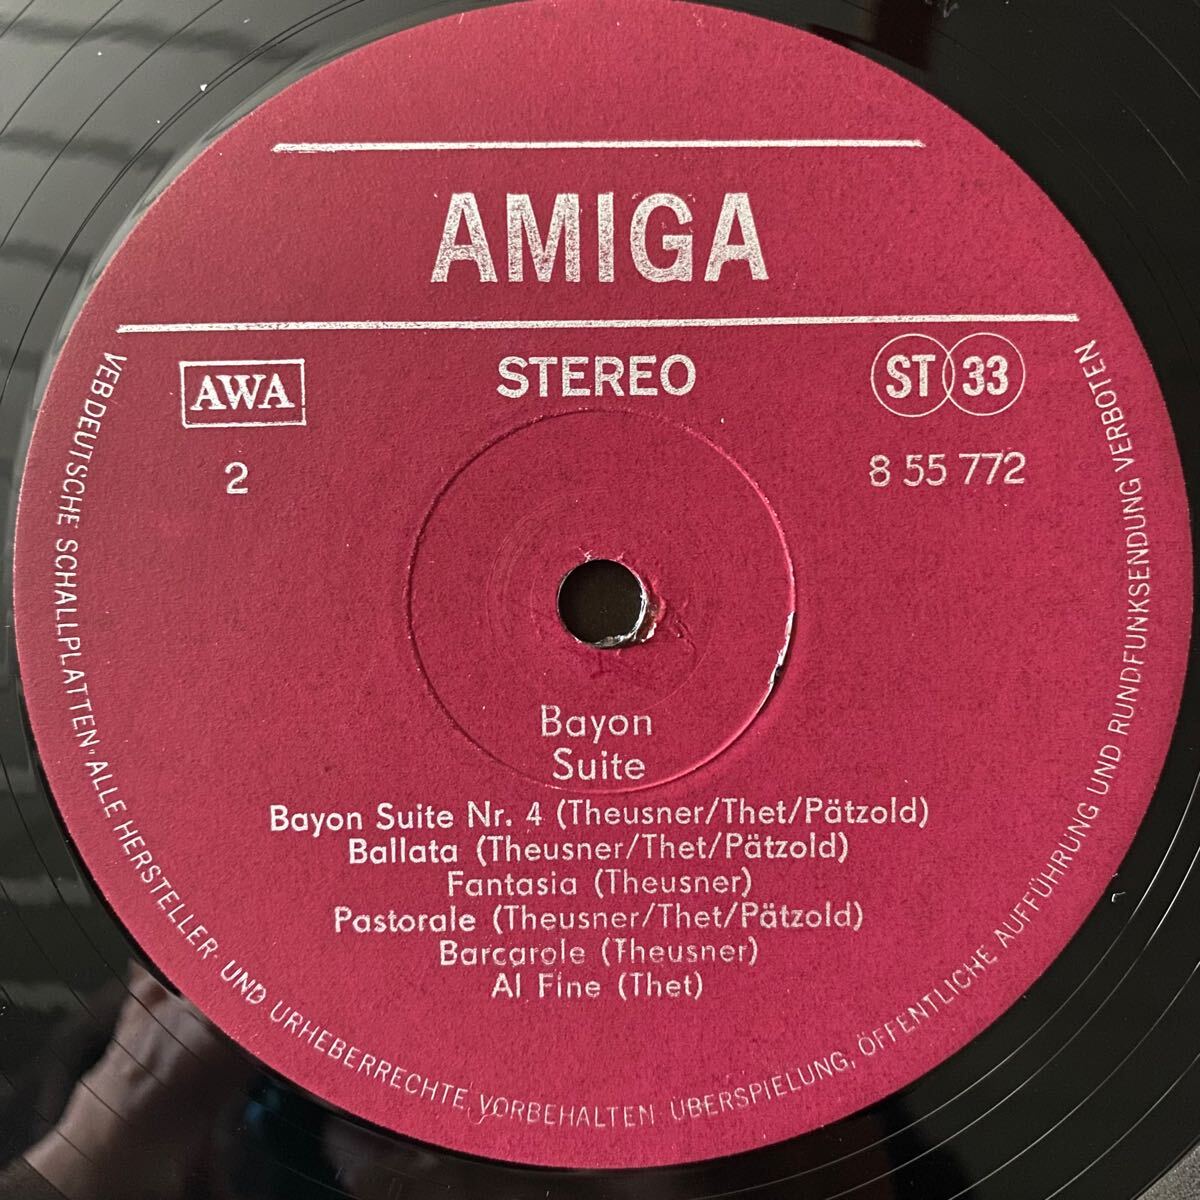 AMIGA
AWA
STEREO
ST 33
2
8 55 772
Bayon
Suite
Bayon Suite Nr. 4 (Theusner/Thet/Pätzold)
Ballata (Theusner/Thet/Pätzold)
Fantasia (Theusner)
Pastorale (Theusner/Thet/Pätzold)
Barcarole (Theusner)
Al Fine (Thet)
VEB DEUTSCHE SCHALLPLATTEN, ALLE HERSTELLER- UND URHEBERRECHTE VORBEHALTEN ÜBERSPIELUNG, ÖFFENTLICHE AUFFÜHRUNG UND RUNDFUNKSENDUNG VERBOTEN